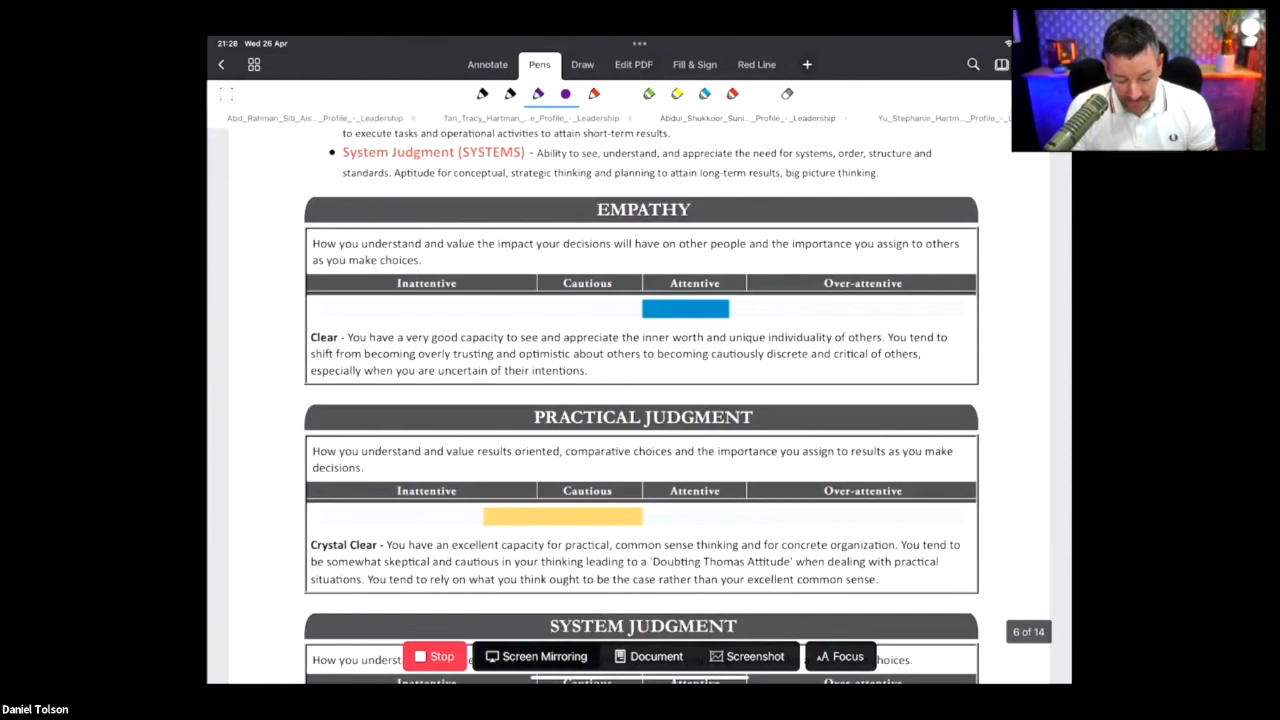 21:28 Wed 26 Apr
Annotate Pens Draw Edit PDF Fill & Sign Red Line +
Abd_Rahman_Siti_Ais..._Profile_-_Leadership × Tan_Tracy_Hartman_...e_Profile_-_Leadership × Abdul_Shukkoor_Suni..._Profile_-_Leadership Yu_Stephanie_Hartm..._Profile_-_L
to execute tasks and operational activities to attain short-term results.
• System Judgment (SYSTEMS) - Ability to see, understand, and appreciate the need for systems, order, structure and
standards. Aptitude for conceptual, strategic thinking and planning to attain long-term results, big picture thinking.
EMPATHY
How you understand and value the impact your decisions will have on other people and the importance you assign to others
as you make choices.
Inattentive Cautious Attentive Over-attentive
Clear - You have a very good capacity to see and appreciate the inner worth and unique individuality of others. You tend to
shift from becoming overly trusting and optimistic about others to becoming cautiously discrete and critical of others,
especially when you are uncertain of their intentions.
PRACTICAL JUDGMENT
How you understand and value results oriented, comparative choices and the importance you assign to results as you make
decisions.
Inattentive Cautious Attentive Over-attentive
Crystal Clear - You have an excellent capacity for practical, common sense thinking and for concrete organization. You tend to
be somewhat skeptical and cautious in your thinking leading to a 'Doubting Thomas Attitude' when dealing with practical
situations. You tend to rely on what you think ought to be the case rather than your excellent common sense.
SYSTEM JUDGMENT
6 of 14
Stop Screen Mirroring Document Screenshot AA Focus
How you underst hoices.
Daniel Tolson